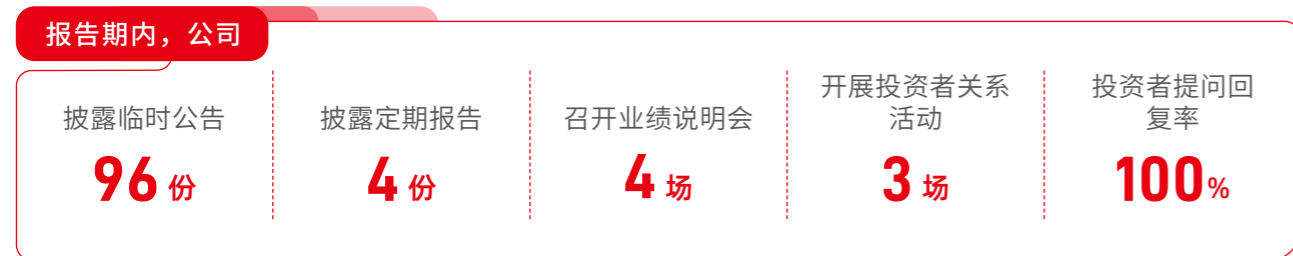 报告期内，公司
披露临时公告
96 份
披露定期报告
4 份
召开业绩说明会
4 场
开展投资者关系
活动
3 场
投资者提问回
复率
100%